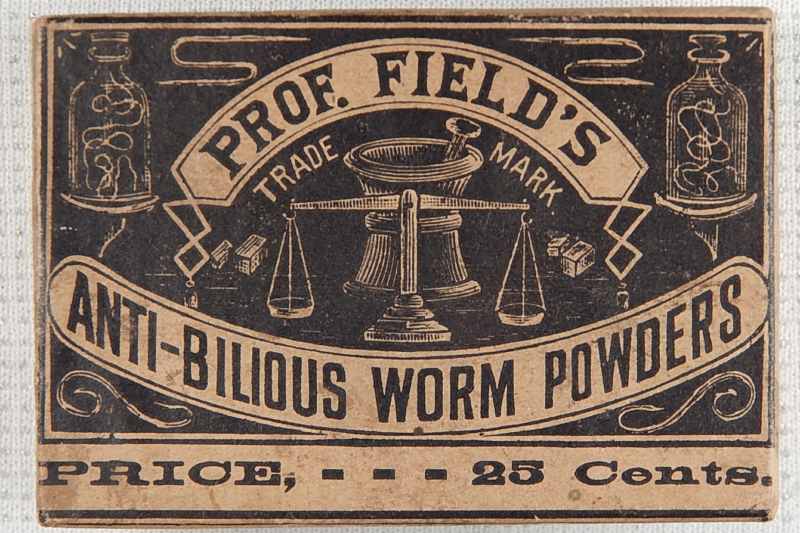 PROF. FIELD'S
TRADE MARK
ANTI-BILIOUS WORM POWDERS
PRICE, - - - 25 Cents.